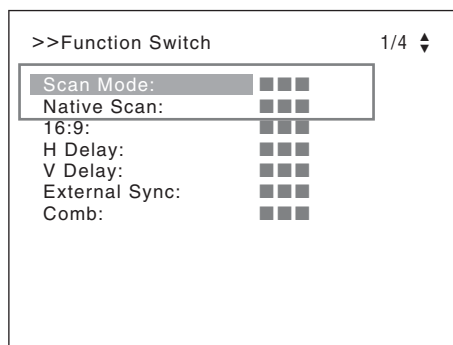 >>Function Switch 1/4
Scan Mode: ■■■
Native Scan: ■■■
16:9: ■■■
H Delay: ■■■
V Delay: ■■■
External Sync: ■■■
Comb: ■■■